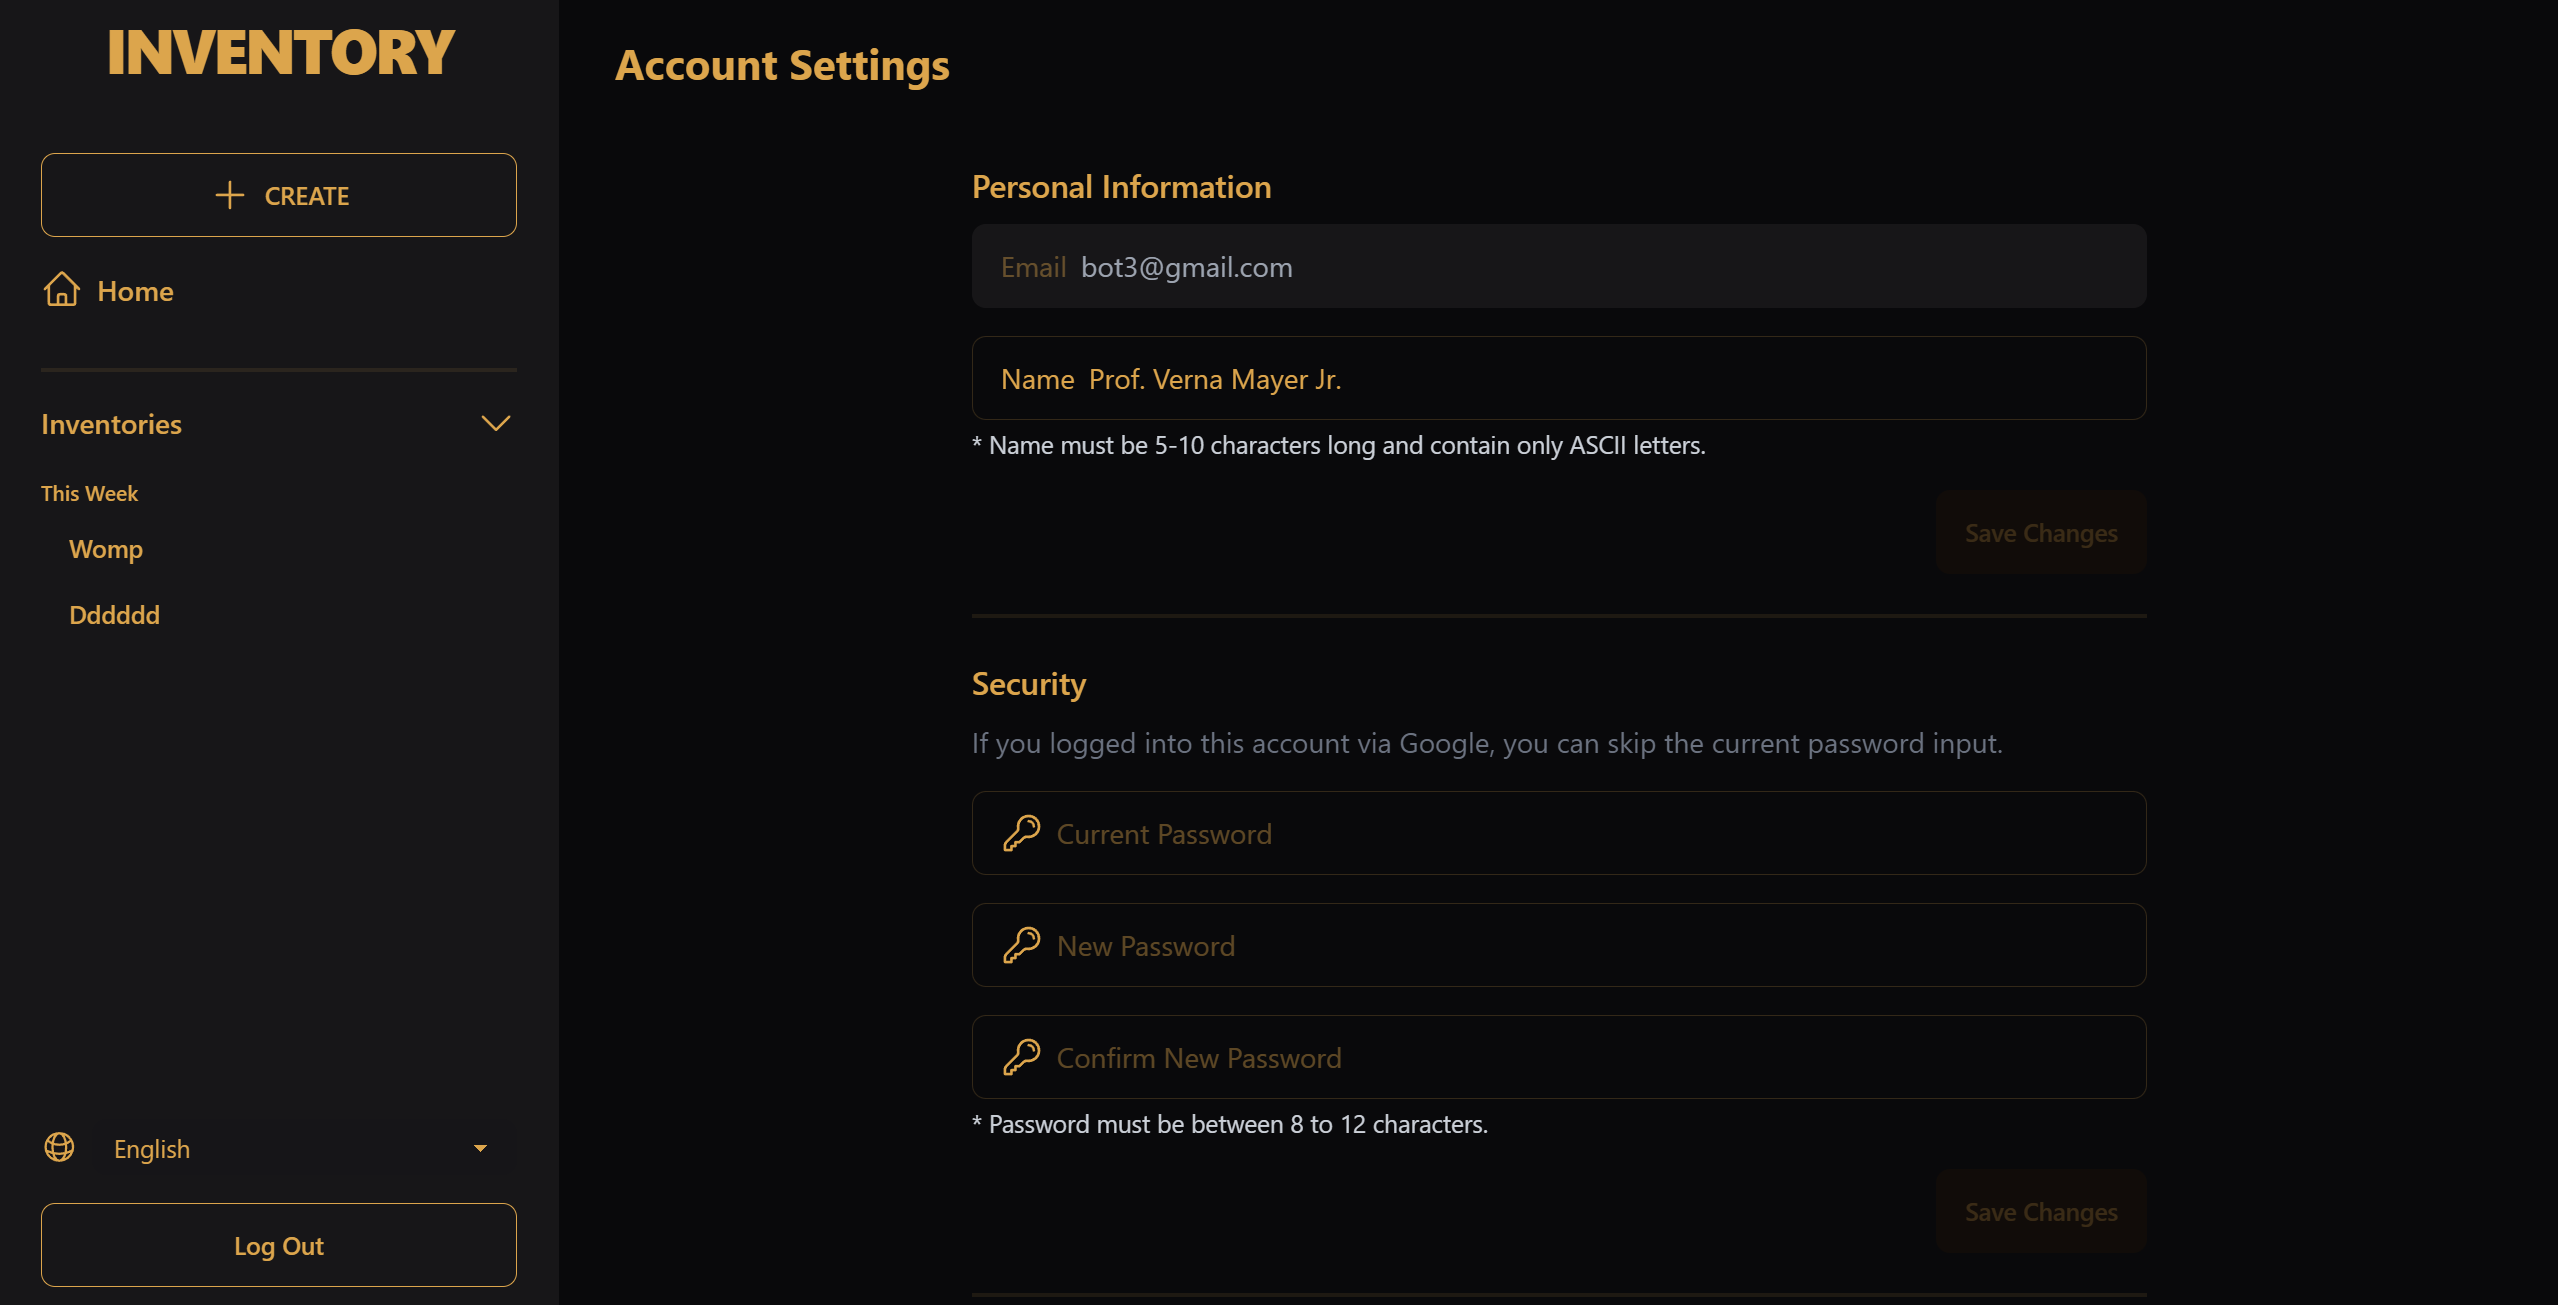 INVENTORY
CREATE
Home
Inventories
This Week
Womp
Dddddd
English
Log Out
Account Settings
Personal Information
Email bot3@gmail.com
Name Prof. Verna Mayer Jr.
* Name must be 5-10 characters long and contain only ASCII letters.
Save Changes
Security
If you logged into this account via Google, you can skip the current password input.
Current Password
New Password
Confirm New Password
* Password must be between 8 to 12 characters.
Save Changes